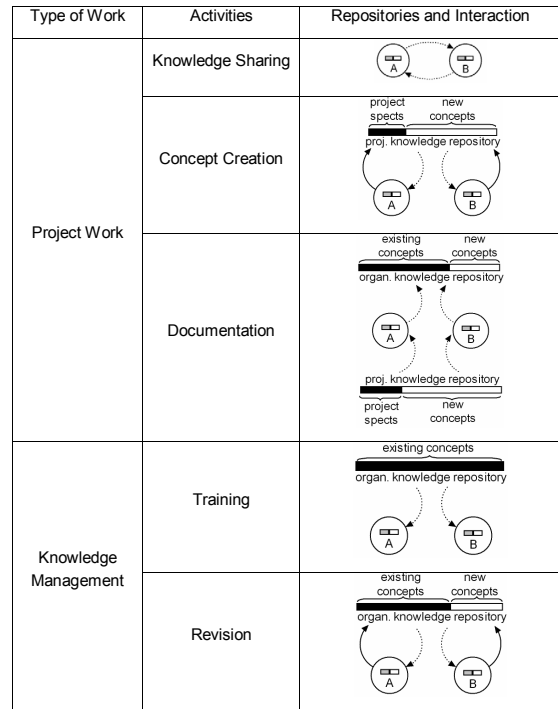 Type of Work Activities Repositories and Interaction
Project Work
Knowledge Sharing
A B
Concept Creation
project new
spects concepts
proj. knowledge repository
A B
Documentation
existing new
concepts concepts
organ. knowledge repository
A B
proj. knowledge repository
project new
spects concepts
Knowledge
Management
Training
existing concepts
organ. knowledge repository
A B
Revision
existing new
concepts concepts
organ. knowledge repository
A B